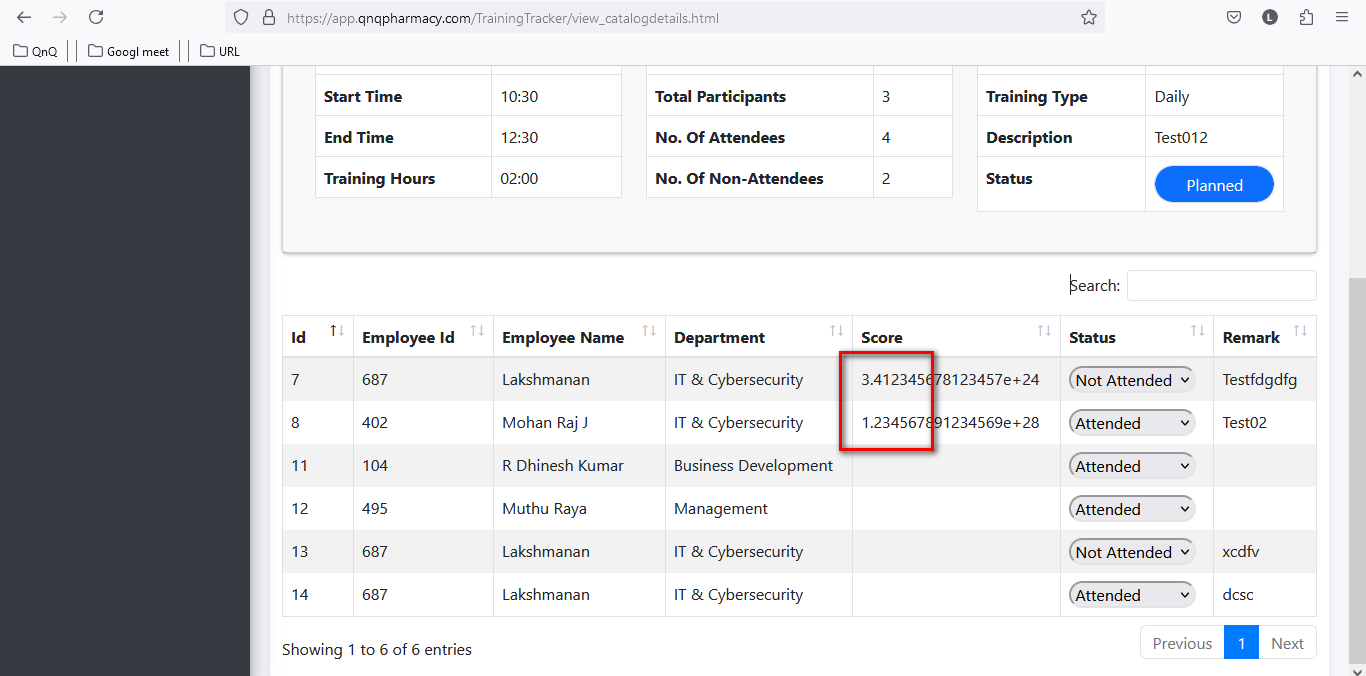 https://app.qnqpharmacy.com/TrainingTracker/view_catalogdetails.html
L
QnQ Googl meet URL
Start Time 10:30 Total Participants 3 Training Type Daily
End Time 12:30 No. Of Attendees 4 Description Test012
Training Hours 02:00 No. Of Non-Attendees 2 Status Planned
Search:
Id Employee Id Employee Name Department Score Status Remark
7 687 Lakshmanan IT & Cybersecurity 3.412345678123457e+24 Not Attended Testfdgdfg
8 402 Mohan Raj J IT & Cybersecurity 1.234567891234569e+28 Attended Test02
11 104 R Dhinesh Kumar Business Development Attended
12 495 Muthu Raya Management Attended
13 687 Lakshmanan IT & Cybersecurity Not Attended xcdfv
14 687 Lakshmanan IT & Cybersecurity Attended dcsc
Showing 1 to 6 of 6 entries Previous 1 Next